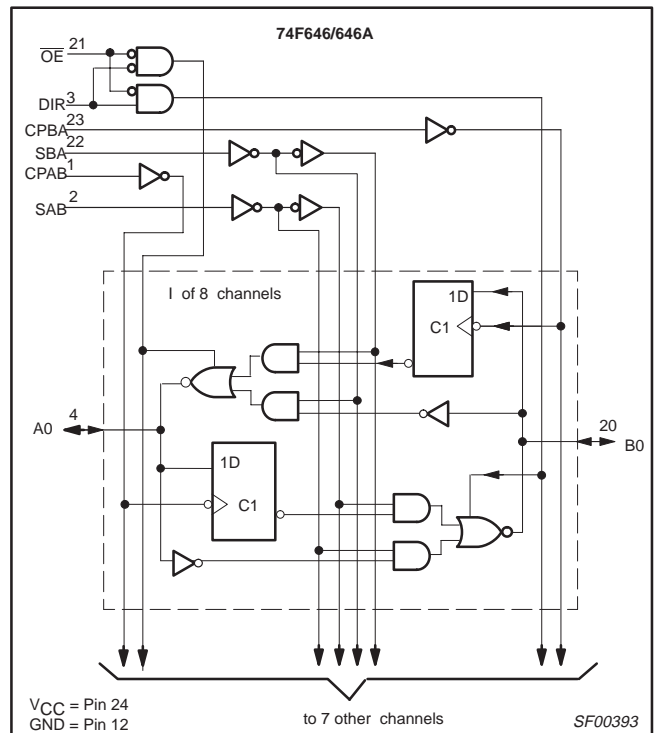 74F646/646A
OE 21
DIR 3
CPBA 23
SBA 22
CPAB 1
SAB 2
I of 8 channels
1D
C1
A0 4
20
B0
1D
C1
VCC = Pin 24
GND = Pin 12
to 7 other channels
SF00393